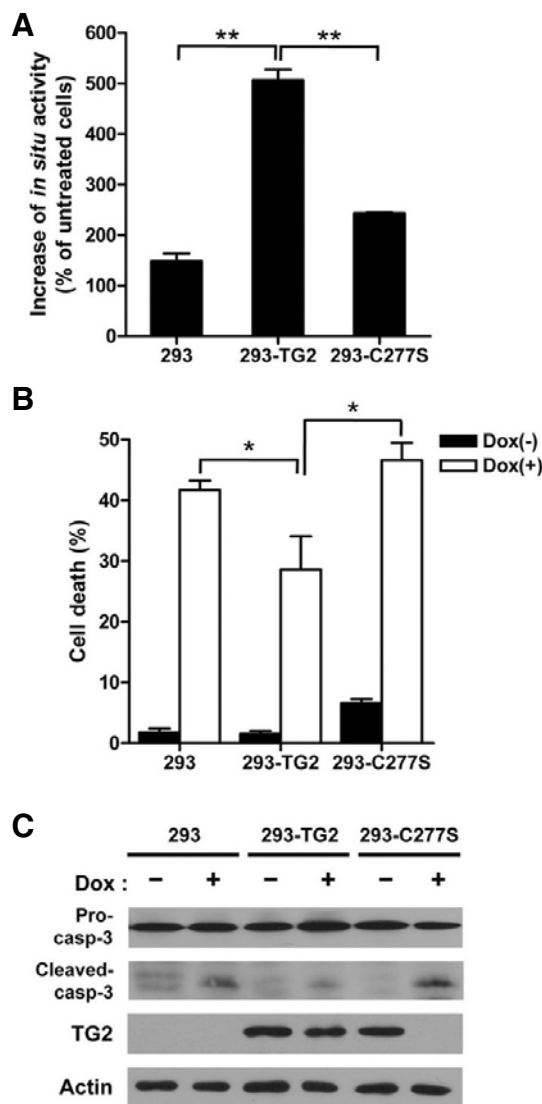 A
Increase of in situ activity
(% of untreated cells)
600
500
400
300
200
100
0
** **
293 293-TG2 293-C277S
B
Cell death (%)
50
40
30
20
10
0
* *
Dox(-)
Dox(+)
293 293-TG2 293-C277S
C
293 293-TG2 293-C277S
Dox : − + − + − +
Pro-
casp-3
Cleaved-
casp-3
TG2
Actin